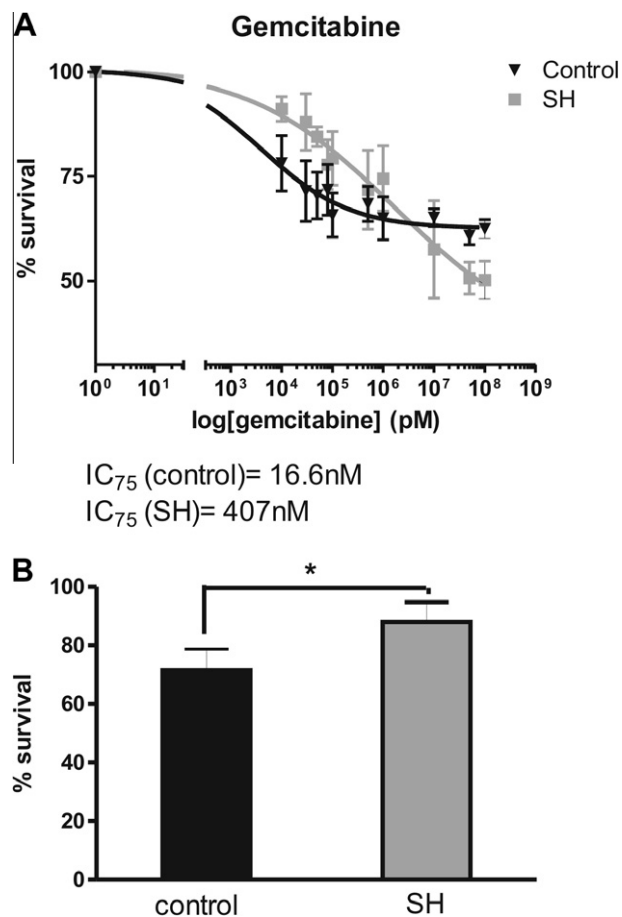 A
Gemcitabine
Control
SH
% survival
100
75
50
10⁰ 10¹ 10³ 10⁴ 10⁵ 10⁶ 10⁷ 10⁸ 10⁹
log[gemcitabine] (pM)
IC₇₅ (control)= 16.6nM
IC₇₅ (SH)= 407nM
B
*
% survival
100
80
60
40
20
0
control SH